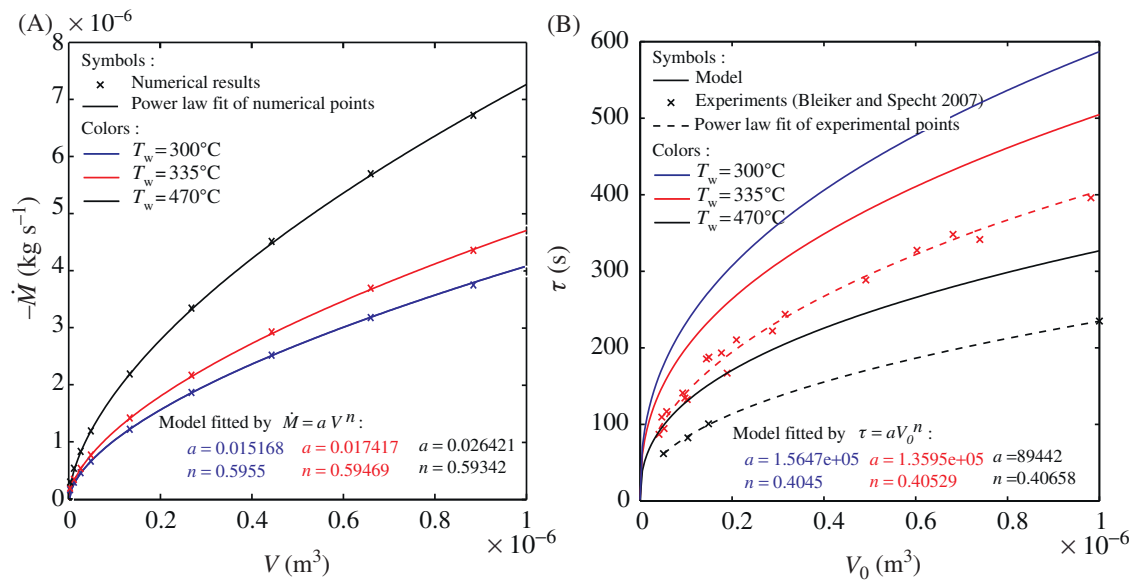 (A)
× 10⁻⁶
8
7
6
5
4
3
2
1
0
−Ṁ (kg s⁻¹)
Symbols :
Numerical results
Power law fit of numerical points
Colors :
T_w = 300°C
T_w = 335°C
T_w = 470°C
Model fitted by Ṁ = a V^n :
a = 0.015168 a = 0.017417 a = 0.026421
n = 0.5955 n = 0.59469 n = 0.59342
0 0.2 0.4 0.6 0.8 1
× 10⁻⁶
V (m³)
(B)
600
500
400
300
200
100
0
τ (s)
Symbols :
Model
Experiments (Bleiker and Specht 2007)
Power law fit of experimental points
Colors :
T_w = 300°C
T_w = 335°C
T_w = 470°C
Model fitted by τ = aV₀^n :
a = 1.5647e+05 a = 1.3595e+05 a =89442
n = 0.4045 n = 0.40529 n = 0.40658
0 0.2 0.4 0.6 0.8 1
× 10⁻⁶
V₀ (m³)